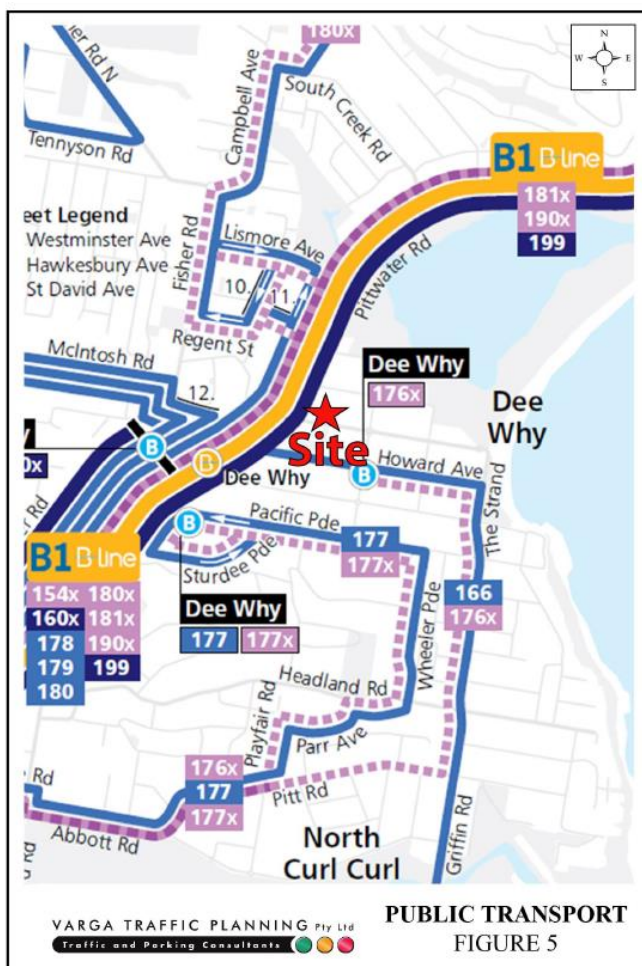 180x
N
W E
S
Fisher Rd N
Campbell Ave
South Creek Rd
Tennyson Rd
B1 B-line
181x
190x
199
eet Legend
Westminster Ave
Hawkesbury Ave
St David Ave
Fisher Rd
Lismore Ave
10.
11.
Pittwater Rd
Regent St
McIntosh Rd
12.
Dee Why
176x
Dee
Why
Site
y
B
0x
B
Dee Why
B
Howard Ave
The Strand
er Rd
B
Pacific Pde
177
177x
Sturdee Pde
B1 B-line
154x 180x
160x 181x
178 190x
179 199
180
Dee Why
177 177x
Wheeler Pde
166
176x
Headland Rd
Playfair Rd
Parr Ave
176x
177
177x
Pitt Rd
e Rd
Abbott Rd
Griffin Rd
North
Curl Curl
VARGA TRAFFIC PLANNING Pty Ltd
Traffic and Parking Consultants
PUBLIC TRANSPORT
FIGURE 5